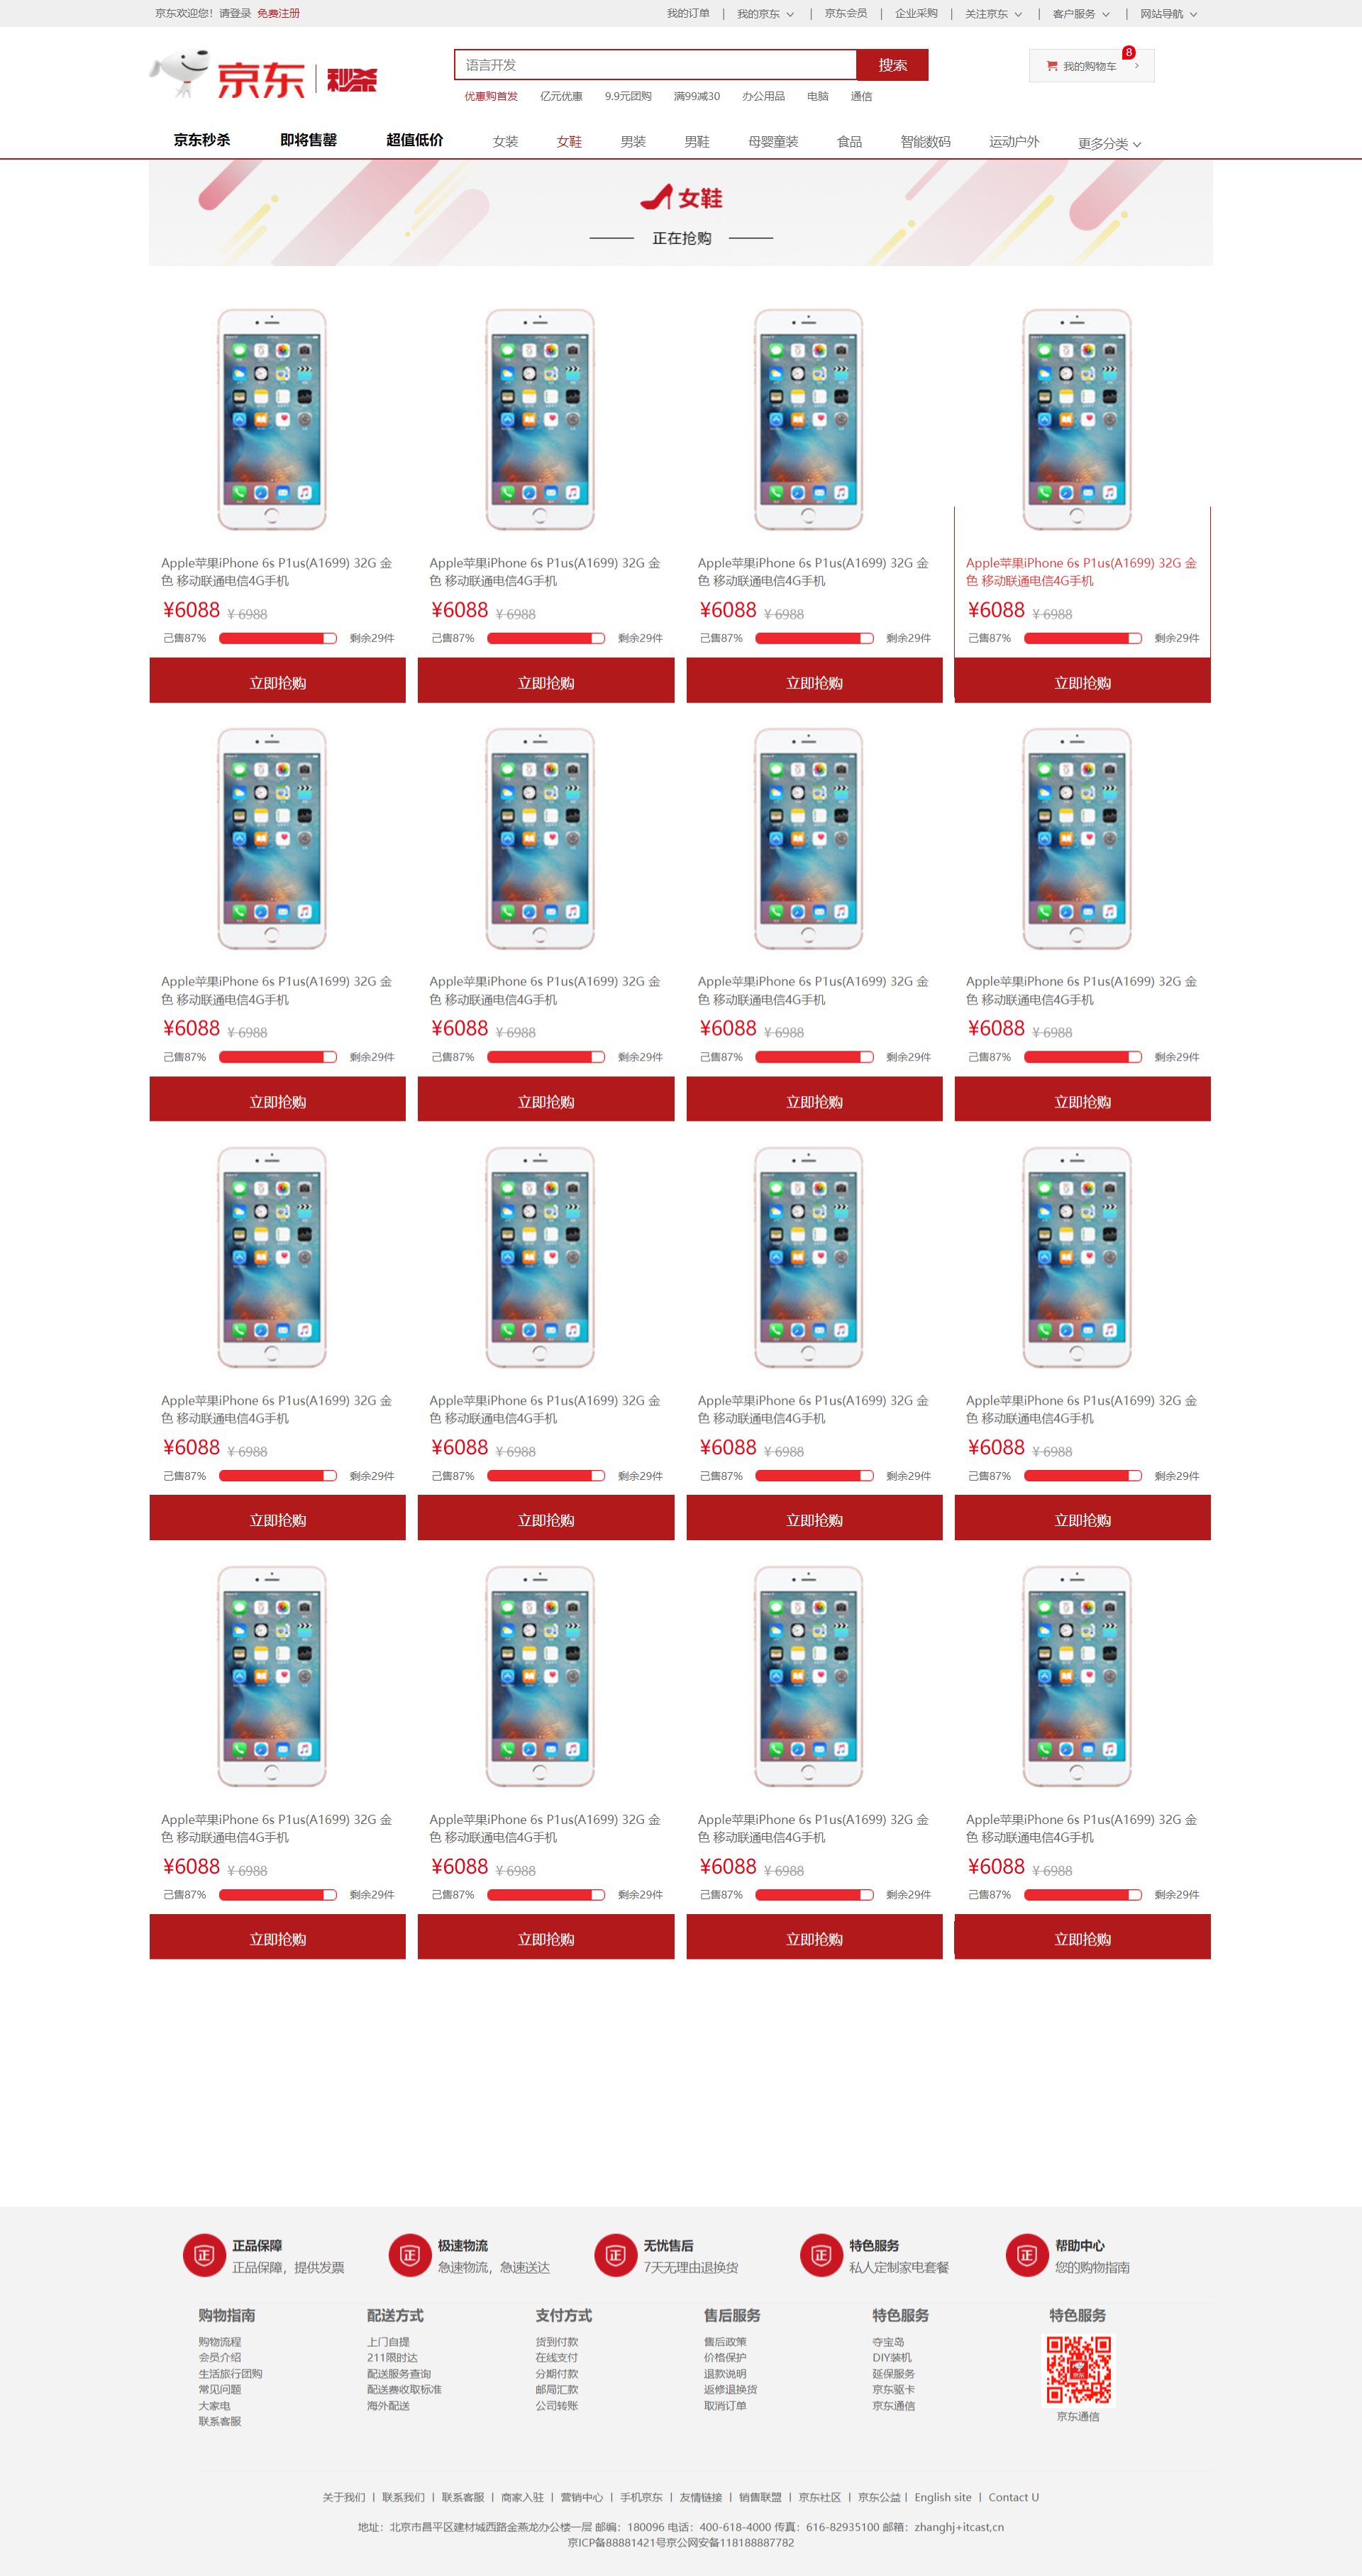 京东欢迎您！请登录 免费注册
我的订单 | 我的京东 | 京东会员 | 企业采购 | 关注京东 | 客户服务 | 网站导航
京东 | 秒杀
语言开发 搜索
8
我的购物车 >
优惠购首发 亿元优惠 9.9元团购 满99减30 办公用品 电脑 通信
京东秒杀 即将售罄 超值低价 女装 女鞋 男装 男鞋 母婴童装 食品 智能数码 运动户外 更多分类
女鞋
正在抢购
Apple苹果iPhone 6s P1us(A1699) 32G 金 Apple苹果iPhone 6s P1us(A1699) 32G 金 Apple苹果iPhone 6s P1us(A1699) 32G 金 Apple苹果iPhone 6s P1us(A1699) 32G 金
色 移动联通电信4G手机 色 移动联通电信4G手机 色 移动联通电信4G手机 色 移动联通电信4G手机
¥6088 ¥ 6988 ¥6088 ¥ 6988 ¥6088 ¥ 6988 ¥6088 ¥ 6988
己售87% 剩余29件 己售87% 剩余29件 己售87% 剩余29件 己售87% 剩余29件
立即抢购 立即抢购 立即抢购 立即抢购
Apple苹果iPhone 6s P1us(A1699) 32G 金 Apple苹果iPhone 6s P1us(A1699) 32G 金 Apple苹果iPhone 6s P1us(A1699) 32G 金 Apple苹果iPhone 6s P1us(A1699) 32G 金
色 移动联通电信4G手机 色 移动联通电信4G手机 色 移动联通电信4G手机 色 移动联通电信4G手机
¥6088 ¥ 6988 ¥6088 ¥ 6988 ¥6088 ¥ 6988 ¥6088 ¥ 6988
己售87% 剩余29件 己售87% 剩余29件 己售87% 剩余29件 己售87% 剩余29件
立即抢购 立即抢购 立即抢购 立即抢购
Apple苹果iPhone 6s P1us(A1699) 32G 金 Apple苹果iPhone 6s P1us(A1699) 32G 金 Apple苹果iPhone 6s P1us(A1699) 32G 金 Apple苹果iPhone 6s P1us(A1699) 32G 金
色 移动联通电信4G手机 色 移动联通电信4G手机 色 移动联通电信4G手机 色 移动联通电信4G手机
¥6088 ¥ 6988 ¥6088 ¥ 6988 ¥6088 ¥ 6988 ¥6088 ¥ 6988
己售87% 剩余29件 己售87% 剩余29件 己售87% 剩余29件 己售87% 剩余29件
立即抢购 立即抢购 立即抢购 立即抢购
Apple苹果iPhone 6s P1us(A1699) 32G 金 Apple苹果iPhone 6s P1us(A1699) 32G 金 Apple苹果iPhone 6s P1us(A1699) 32G 金 Apple苹果iPhone 6s P1us(A1699) 32G 金
色 移动联通电信4G手机 色 移动联通电信4G手机 色 移动联通电信4G手机 色 移动联通电信4G手机
¥6088 ¥ 6988 ¥6088 ¥ 6988 ¥6088 ¥ 6988 ¥6088 ¥ 6988
己售87% 剩余29件 己售87% 剩余29件 己售87% 剩余29件 己售87% 剩余29件
立即抢购 立即抢购 立即抢购 立即抢购
正 正品保障 正 极速物流 正 无忧售后 正 特色服务 正 帮助中心
正品保障，提供发票 急速物流，急速送达 7天无理由退换货 私人定制家电套餐 您的购物指南
购物指南 配送方式 支付方式 售后服务 特色服务 特色服务
购物流程 上门自提 货到付款 售后政策 夺宝岛
会员介绍 211限时达 在线支付 价格保护 DIY装机
生活旅行团购 配送服务查询 分期付款 退款说明 延保服务
常见问题 配送费收取标准 邮局汇款 返修退换货 京东驱卡
大家电 海外配送 公司转账 取消订单 京东通信
联系客服
京东通信
关于我们 | 联系我们 | 联系客服 | 商家入驻 | 营销中心 | 手机京东 | 友情链接 | 销售联盟 | 京东社区 | 京东公益 | English site | Contact U
地址：北京市昌平区建材城西路金燕龙办公楼一层 邮编：180096 电话：400-618-4000 传真：616-82935100 邮箱：zhanghj+itcast,cn
京ICP备88881421号京公网安备118188887782